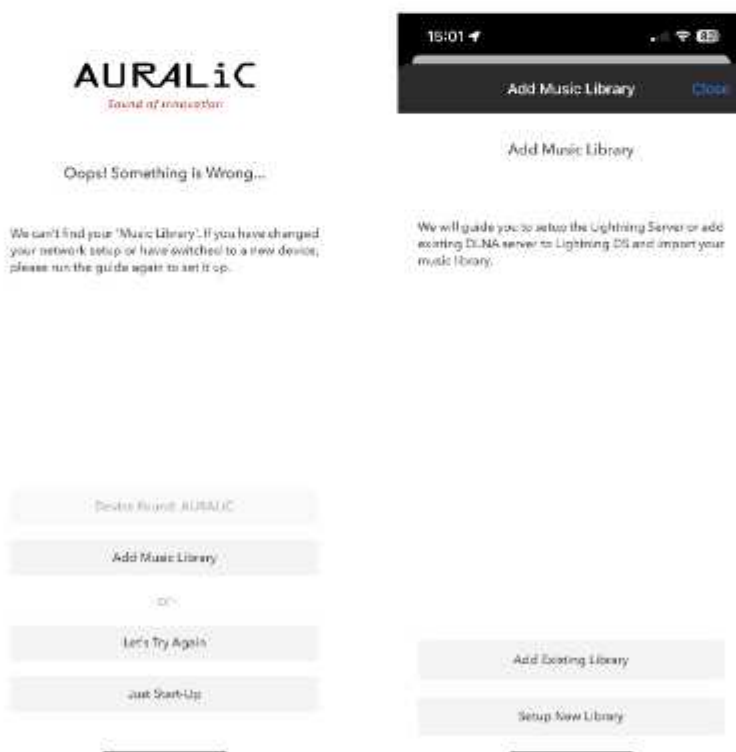 AURALiC
Sound of innovation
Oops! Something is Wrong...
We can't find your 'Music Library'. If you have changed
your network setup or have switched to a new device,
please run the guide again to set it up.
Device Found: AURALiC
Add Music Library
or
Let's Try Again
Just Start-Up
15:01
83
Add Music Library
Close
Add Music Library
We will guide you to setup the Lightning Server or add
existing DLNA server to Lightning DS and import your
music library.
Add Existing Library
Setup New Library